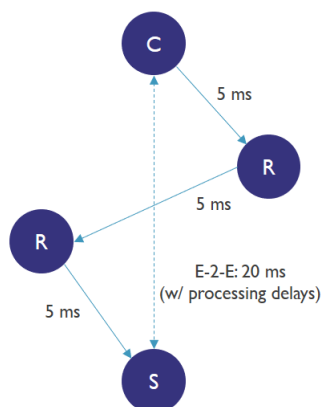 C
5 ms
R
5 ms
R
E-2-E: 20 ms
(w/ processing delays)
5 ms
S